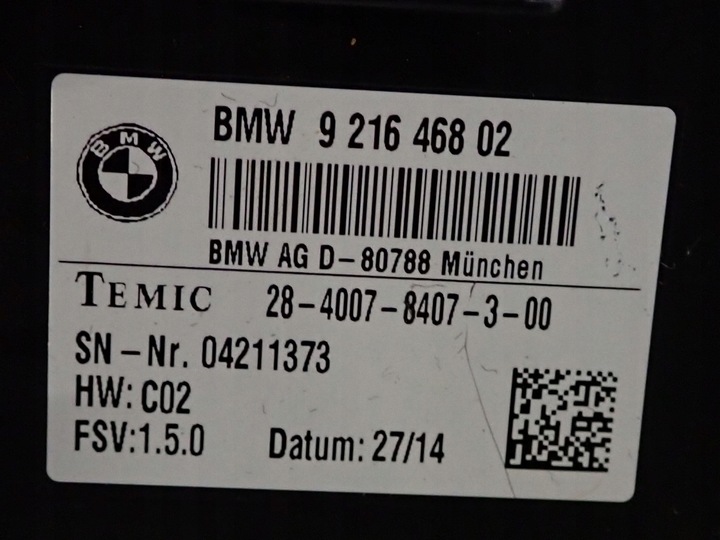 BMW 9 216 468 02
BMW
BMW AG D-80788 München
TEMIC 28-4007-8407-3-00
SN-Nr. 04211373
HW: C02
FSV:1.5.0 Datum: 27/14